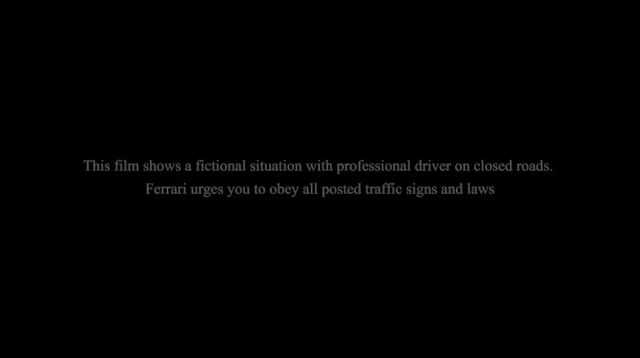 This film shows a fictional situation with professional driver on closed roads.
Ferrari urges you to obey all posted traffic signs and laws